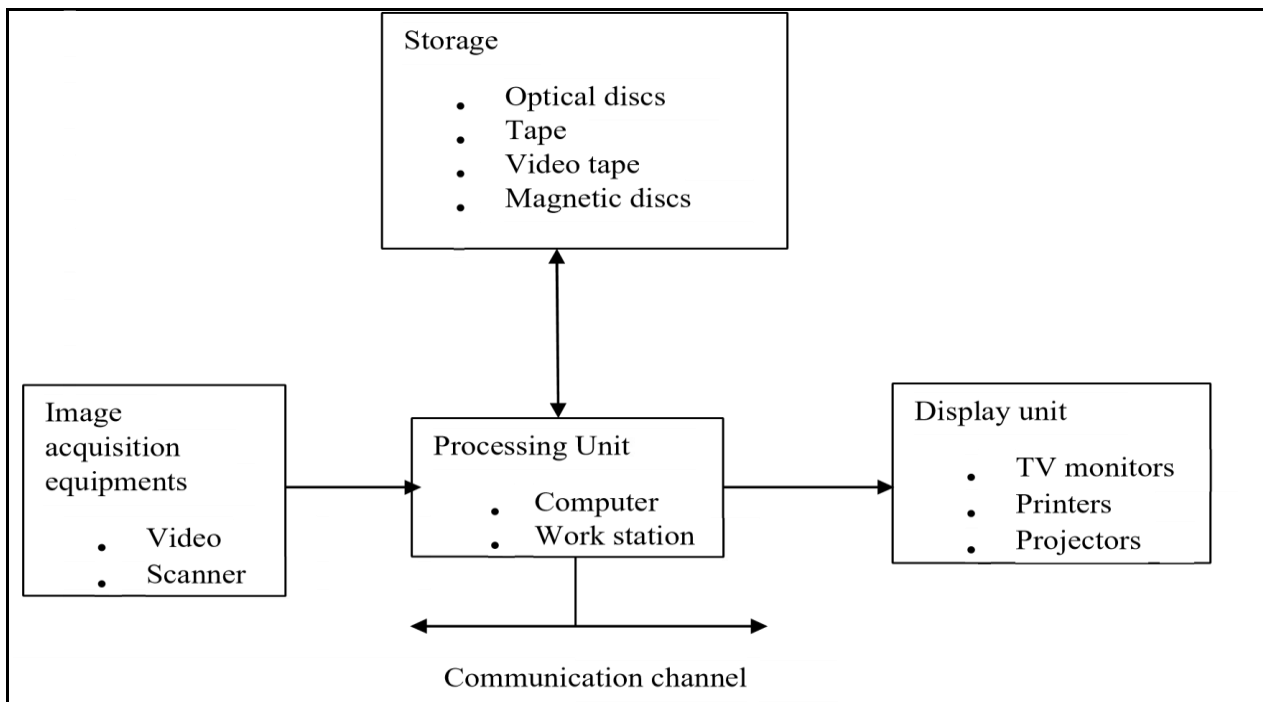 Storage
• Optical discs
• Tape
• Video tape
• Magnetic discs
Image
acquisition
equipments
• Video
• Scanner
Processing Unit
• Computer
• Work station
Display unit
• TV monitors
• Printers
• Projectors
Communication channel